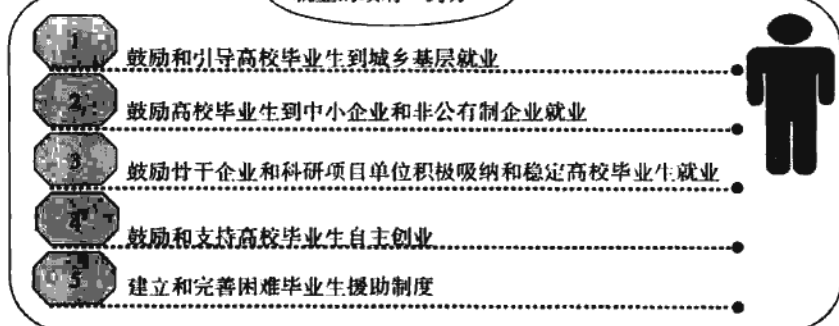 1
鼓励和引导高校毕业生到城乡基层就业
2
鼓励高校毕业生到中小企业和非公有制企业就业
3
鼓励骨干企业和科研项目单位积极吸纳和稳定高校毕业生就业
4
鼓励和支持高校毕业生自主创业
5
建立和完善困难毕业生援助制度